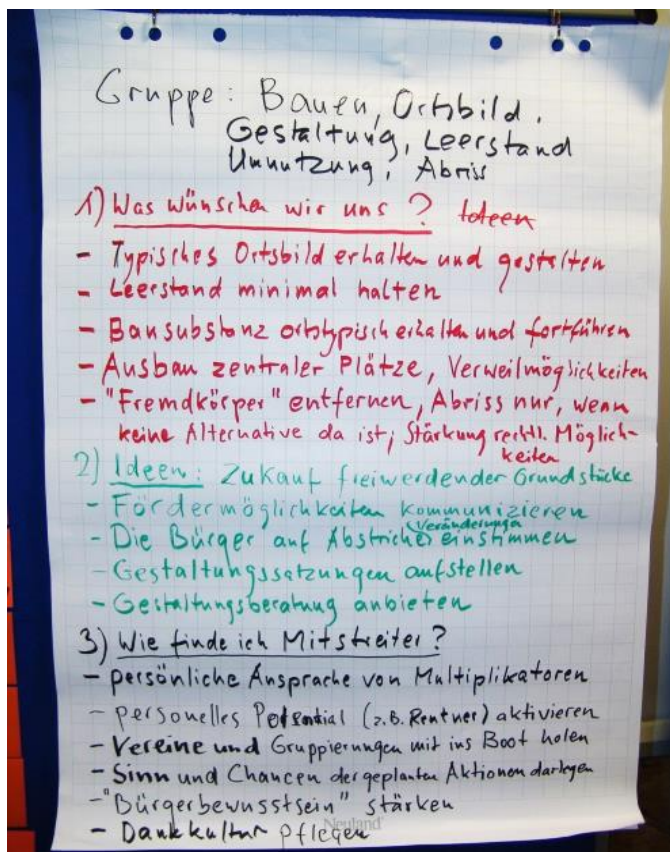 Gruppe: Bauen, Ortsbild,
Gestaltung, Leerstand
Umnutzung, Abriss
1) Was wünschen wir uns? Ideen
- Typisches Ortsbild erhalten und gestalten
- Leerstand minimal halten
- Bausubstanz ortstypisch erhalten und fortführen
- Ausbau zentraler Plätze, Verweilmöglichkeiten
- "Fremdkörper" entfernen, Abriss nur, wenn
keine Alternative da ist; Stärkung rechtl. Möglich-
keiten
2) Ideen: Zukauf freiwerdender Grundstücke
- Fördermöglichkeiten kommunizieren
- Die Bürger auf Abstriche (Veränderungen) einstimmen
- Gestaltungssatzungen aufstellen
- Gestaltungsberatung anbieten
3) Wie finde ich Mitstreiter?
- persönliche Ansprache von Multiplikatoren
- personelles Potential (z.B. Rentner) aktivieren
- Vereine und Gruppierungen mit ins Boot holen
- Sinn und Chancen der geplanten Aktionen darlegen
- "Bürgerbewusstsein" stärken
- Dankkultur pflegen
Neuland